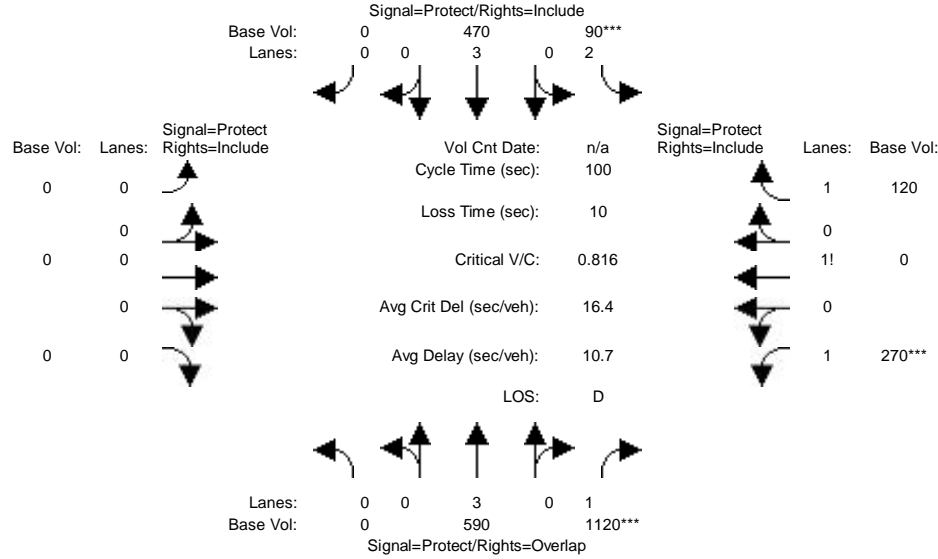 Signal=Protect/Rights=Include
Base Vol: 0 470 90***
Lanes: 0 0 3 0 2
Signal=Protect
Base Vol: Lanes: Rights=Include
Vol Cnt Date: n/a
Signal=Protect
Rights=Include Lanes: Base Vol:
Cycle Time (sec): 100
0 0
1 120
Loss Time (sec): 10
0
0
0 0
Critical V/C: 0.816
1! 0
0
Avg Crit Del (sec/veh): 16.4
0
0 0
Avg Delay (sec/veh): 10.7
1 270***
LOS: D
Lanes: 0 0 3 0 1
Base Vol: 0 590 1120***
Signal=Protect/Rights=Overlap